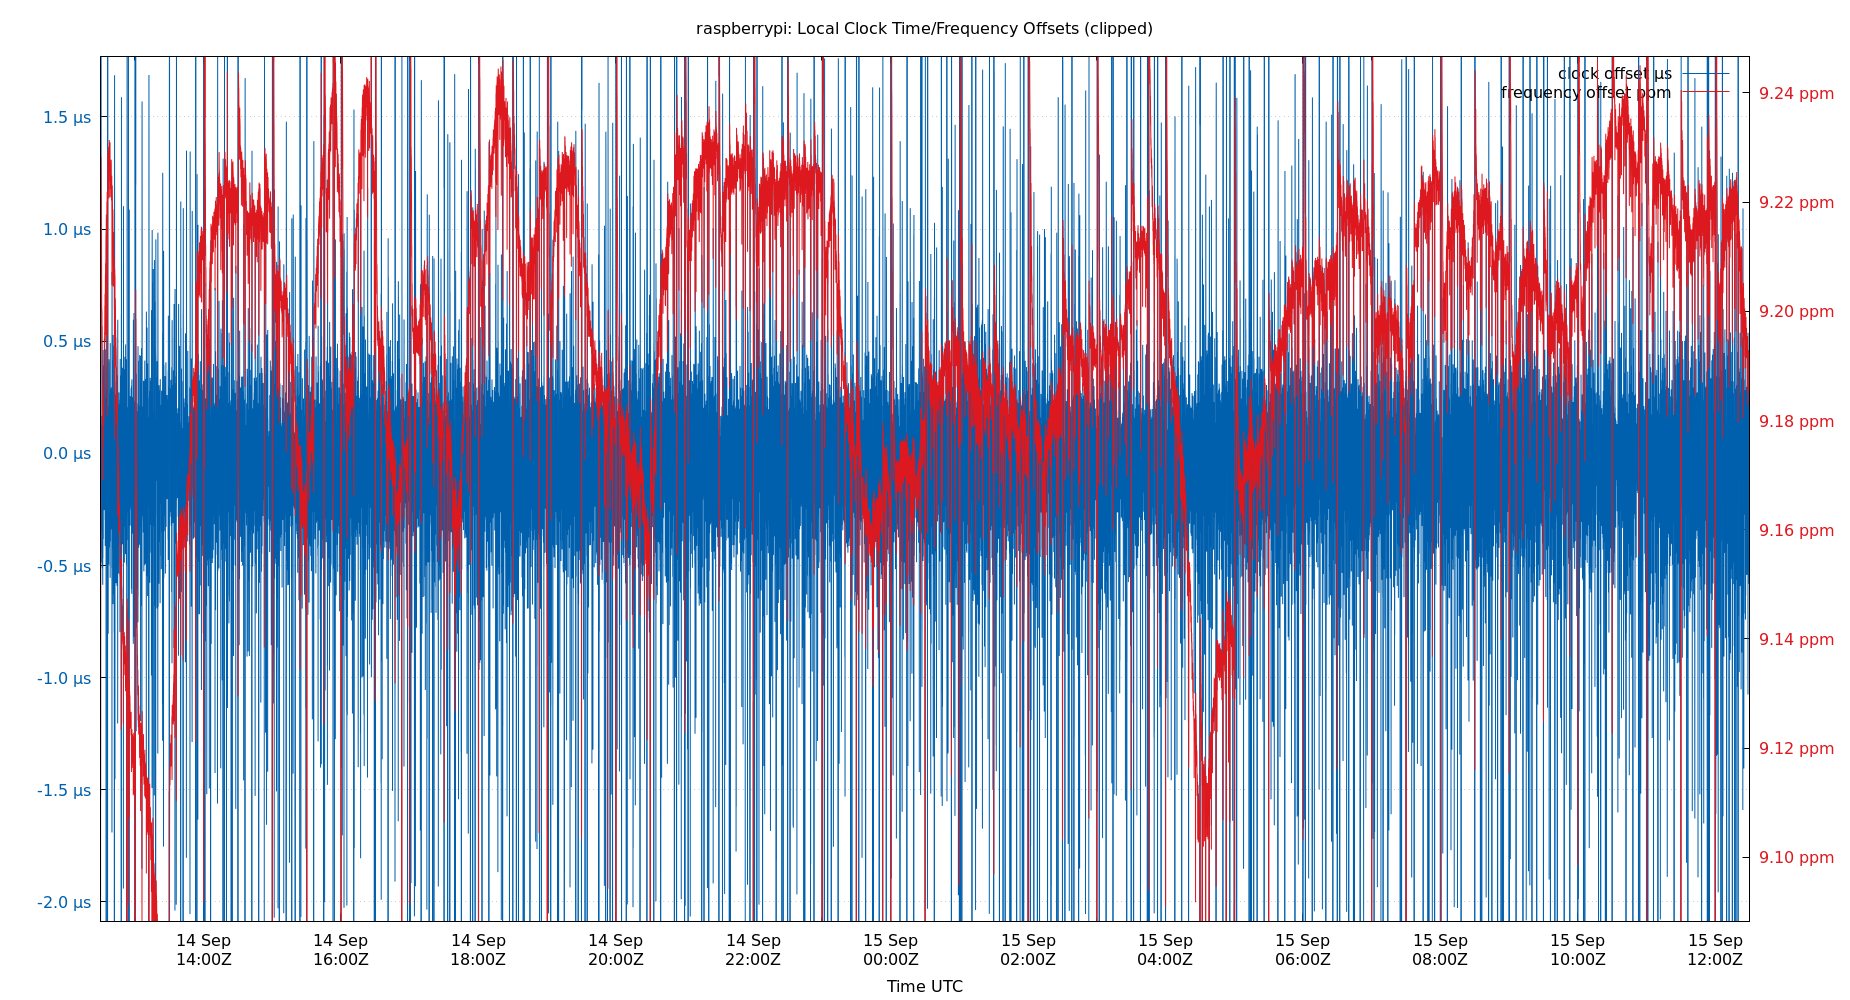 raspberrypi: Local Clock Time/Frequency Offsets (clipped)
clock offset µs
frequency offset ppm
1.5 µs
1.0 µs
0.5 µs
0.0 µs
-0.5 µs
-1.0 µs
-1.5 µs
-2.0 µs
9.24 ppm
9.22 ppm
9.20 ppm
9.18 ppm
9.16 ppm
9.14 ppm
9.12 ppm
9.10 ppm
14 Sep 14 Sep 14 Sep 14 Sep 14 Sep 15 Sep 15 Sep 15 Sep 15 Sep 15 Sep 15 Sep 15 Sep
14:00Z 16:00Z 18:00Z 20:00Z 22:00Z 00:00Z 02:00Z 04:00Z 06:00Z 08:00Z 10:00Z 12:00Z
Time UTC